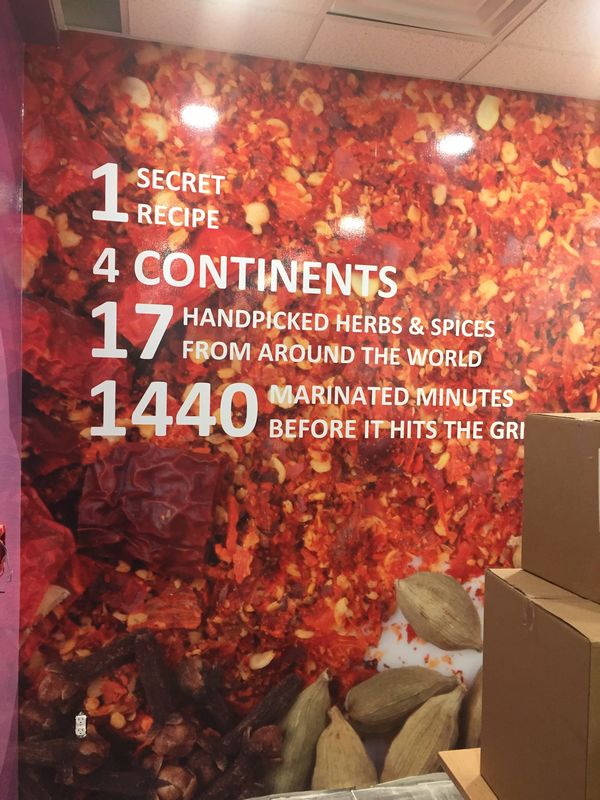 1 SECRET
RECIPE
4 CONTINENTS
17 HANDPICKED HERBS & SPICES
FROM AROUND THE WORLD
1440 MARINATED MINUTES
BEFORE IT HITS THE